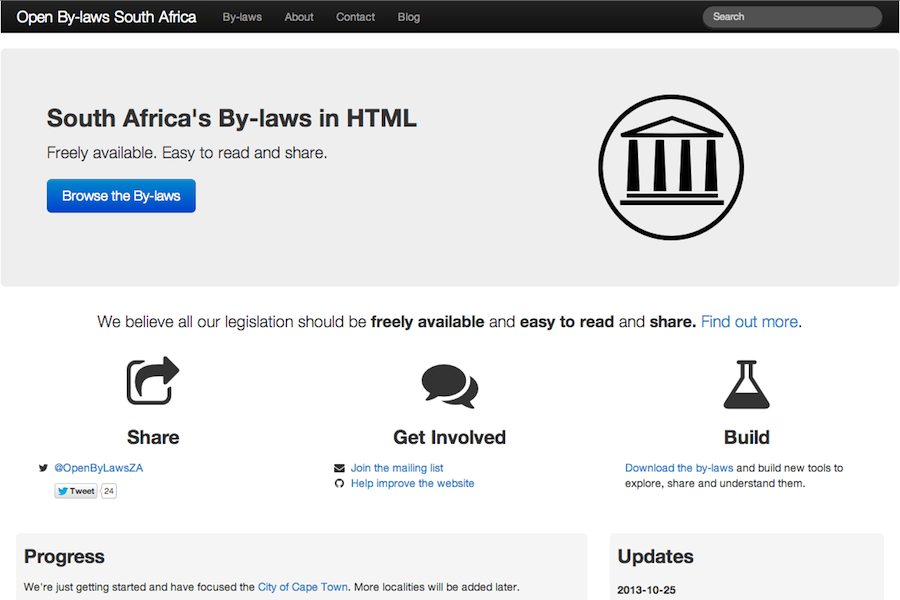 Open By-laws South Africa By-laws About Contact Blog Search
South Africa's By-laws in HTML
Freely available. Easy to read and share.
Browse the By-laws
We believe all our legislation should be freely available and easy to read and share. Find out more.
Share
@OpenByLawsZA
Tweet 24
Get Involved
Join the mailing list
Help improve the website
Build
Download the by-laws and build new tools to
explore, share and understand them.
Progress
We're just getting started and have focused the City of Cape Town. More localities will be added later.
Updates
2013-10-25